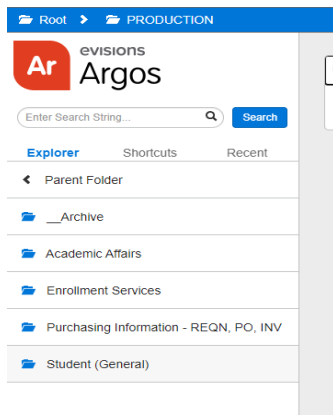 Root > PRODUCTION
Ar
evisions
Argos
Enter Search String...
Search
Explorer Shortcuts Recent
Parent Folder
__Archive
Academic Affairs
Enrollment Services
Purchasing Information - REQN, PO, INV
Student (General)